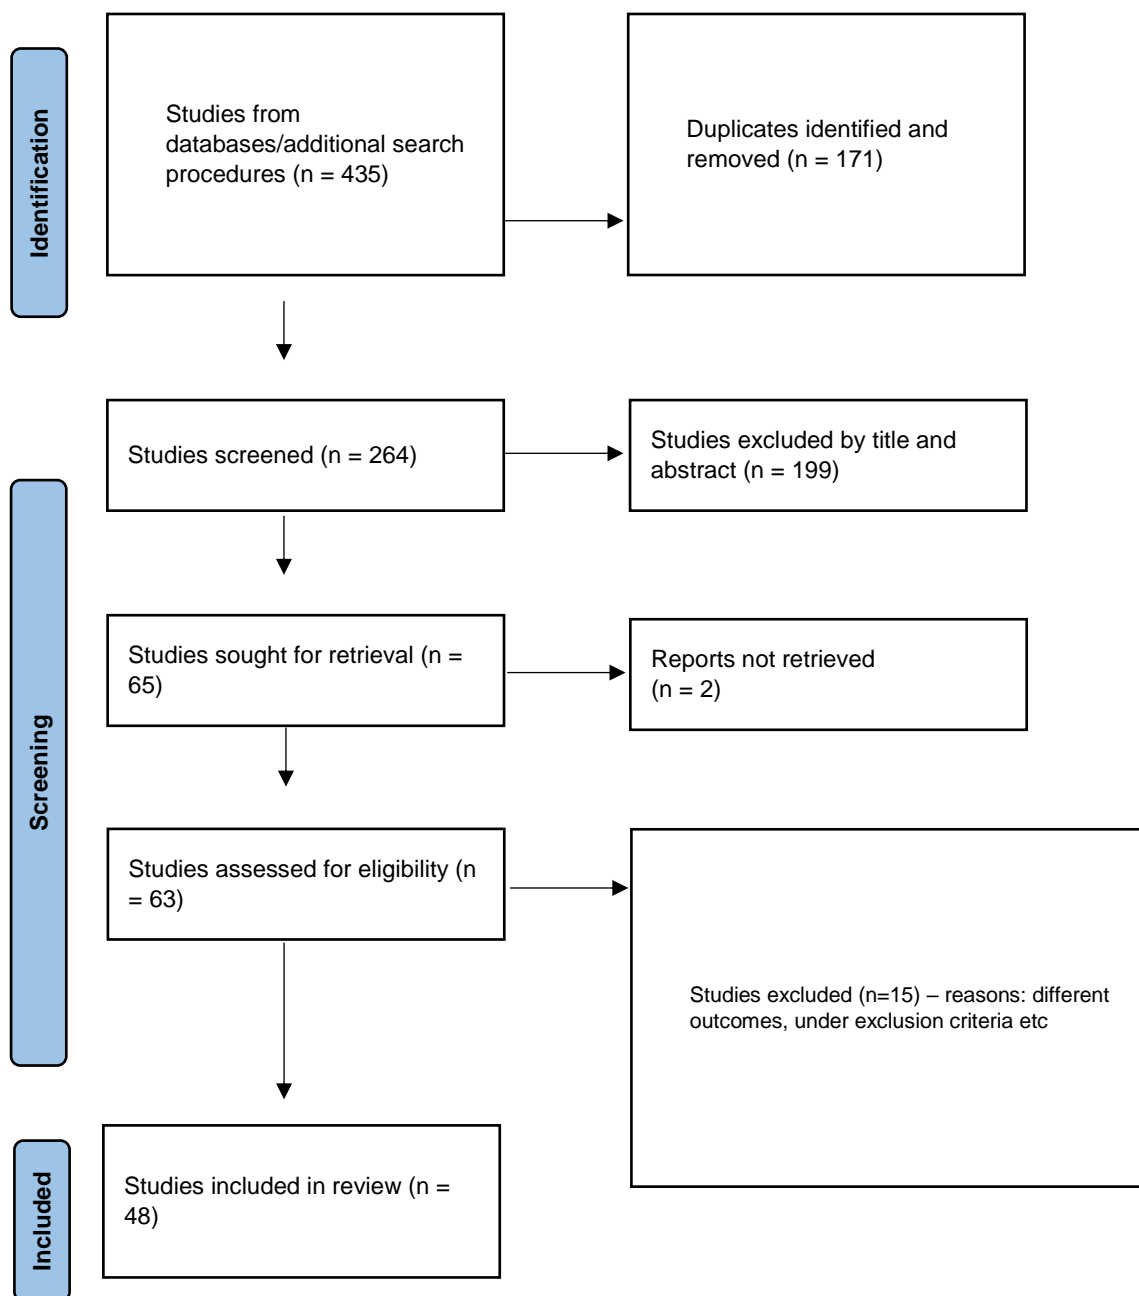 Identification
Studies from
databases/additional search
procedures (n = 435)
Duplicates identified and
removed (n = 171)
Screening
Studies screened (n = 264)
Studies excluded by title and
abstract (n = 199)
Studies sought for retrieval (n =
65)
Reports not retrieved
(n = 2)
Studies assessed for eligibility (n
= 63)
Studies excluded (n=15) – reasons: different
outcomes, under exclusion criteria etc
Included
Studies included in review (n =
48)